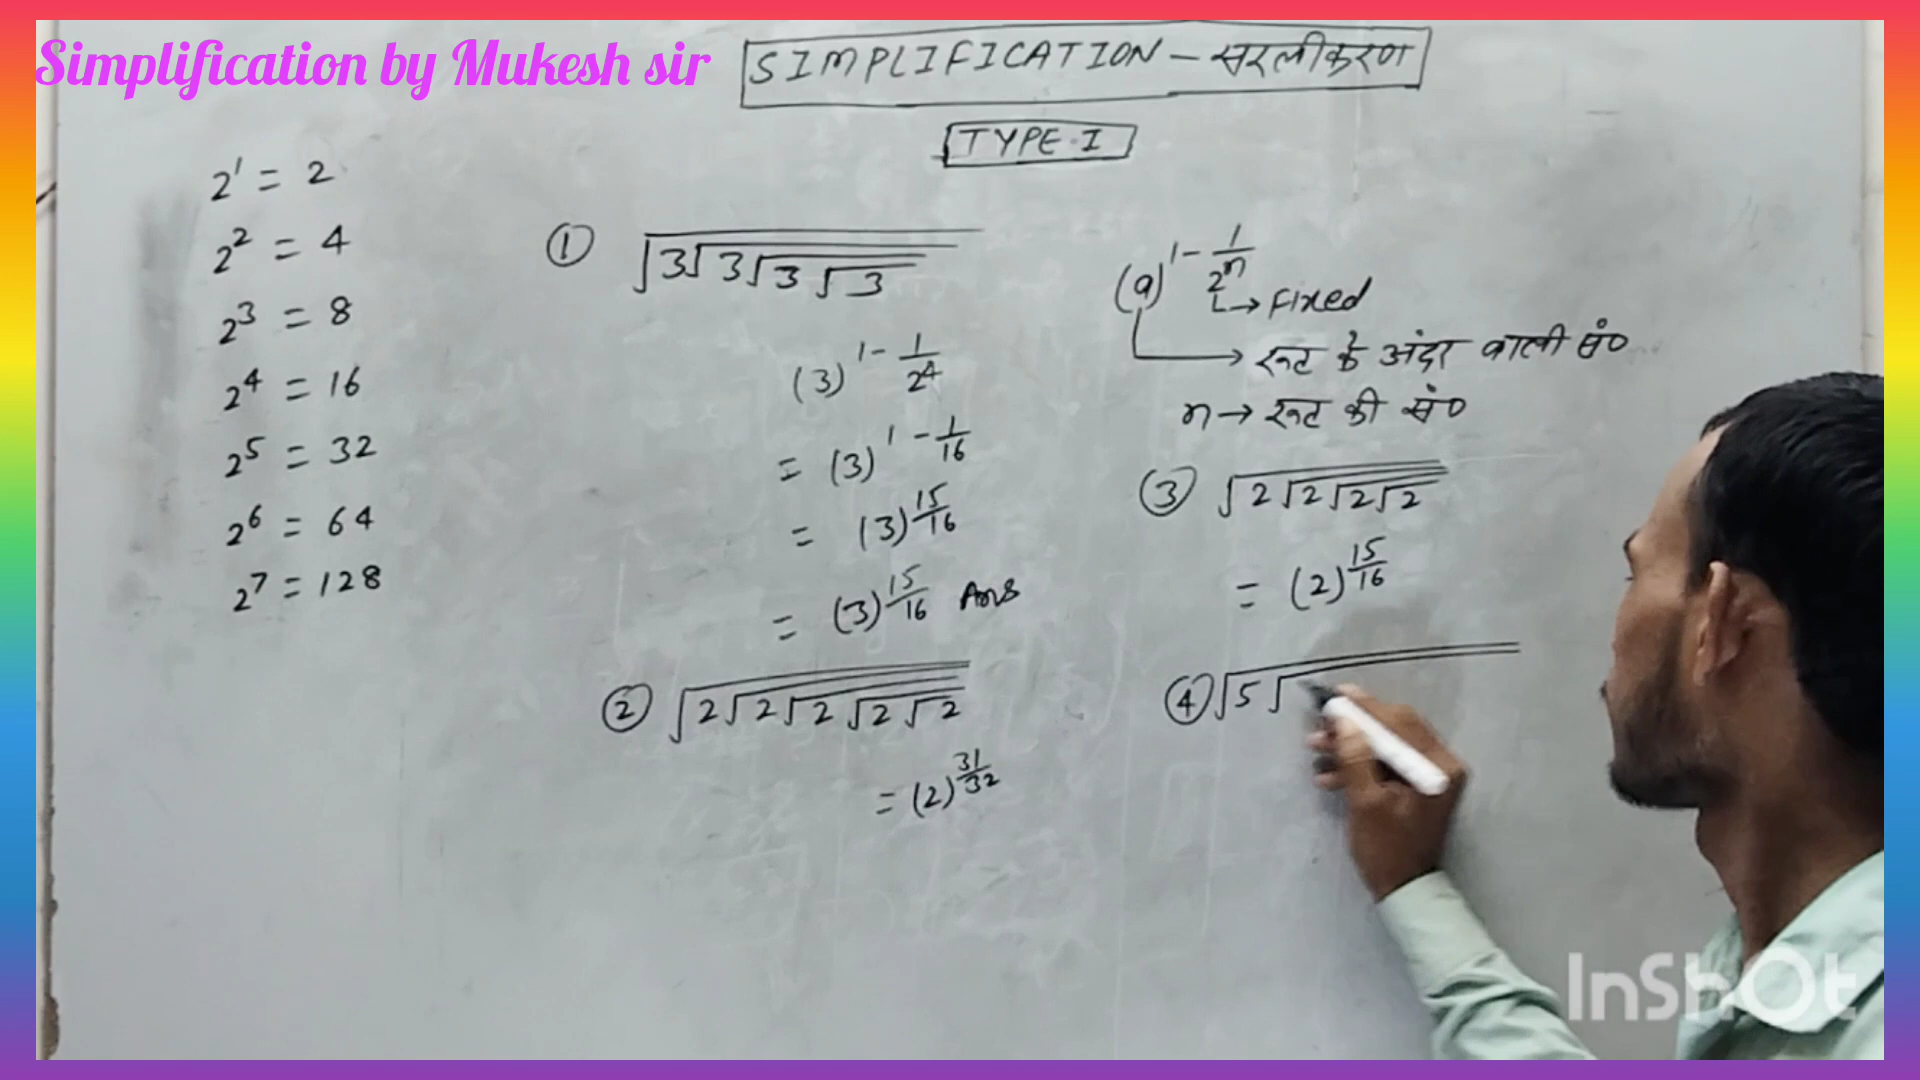 Simplification by Mukesh sir
SIMPLIFICATION – सरलीकरण
TYPE-I
2¹ = 2
2² = 4
2³ = 8
2⁴ = 16
2⁵ = 32
2⁶ = 64
2⁷ = 128
① √3√3√3√3
(3)^1 - 1/2⁴
= (3)^1 - 1/16
= (3)^15/16
= (3)^15/16 Ans
② √2√2√2√2√2
= (2)^31/32
(a)^1 - 1/2ⁿ
→ Fixed
→ रूट के अंदर वाली सं०
n → रूट की सं०
③ √2√2√2√2
= (2)^15/16
④ √5√
InShOt